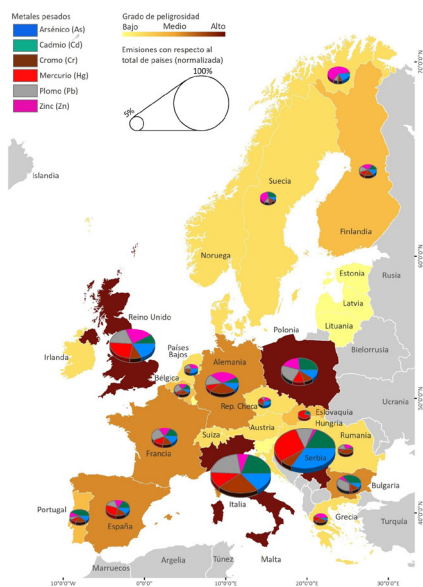 Metales pesados
Arsénico (As)
Cadmio (Cd)
Cromo (Cr)
Mercurio (Hg)
Plomo (Pb)
Zinc (Zn)
Grado de peligrosidad
Bajo Medio Alto
Emisiones con respecto al
total de países (normalizada)
100%
5%
70°0'0"N
Islandia
Suecia
Finlandia
Noruega
60°0'0"N
Estonia
Rusia
Latvia
Lituania
Reino Unido
Polonia
Bielorrusia
Irlanda
Países
Bajos
Alemania
Bélgica
Rep. Checa
Ucrania
50°0'0"N
Eslovaquia
Hungría
Austria
Suiza
Rumania
Francia
Serbia
Bulgaria
Italia
Portugal
España
Grecia
Turquía
40°0'0"N
Marruecos
Argelia
Túnez
Malta
10°0'0"O 0°0'0" 10°0'0"E 20°0'0"E 30°0'0"E